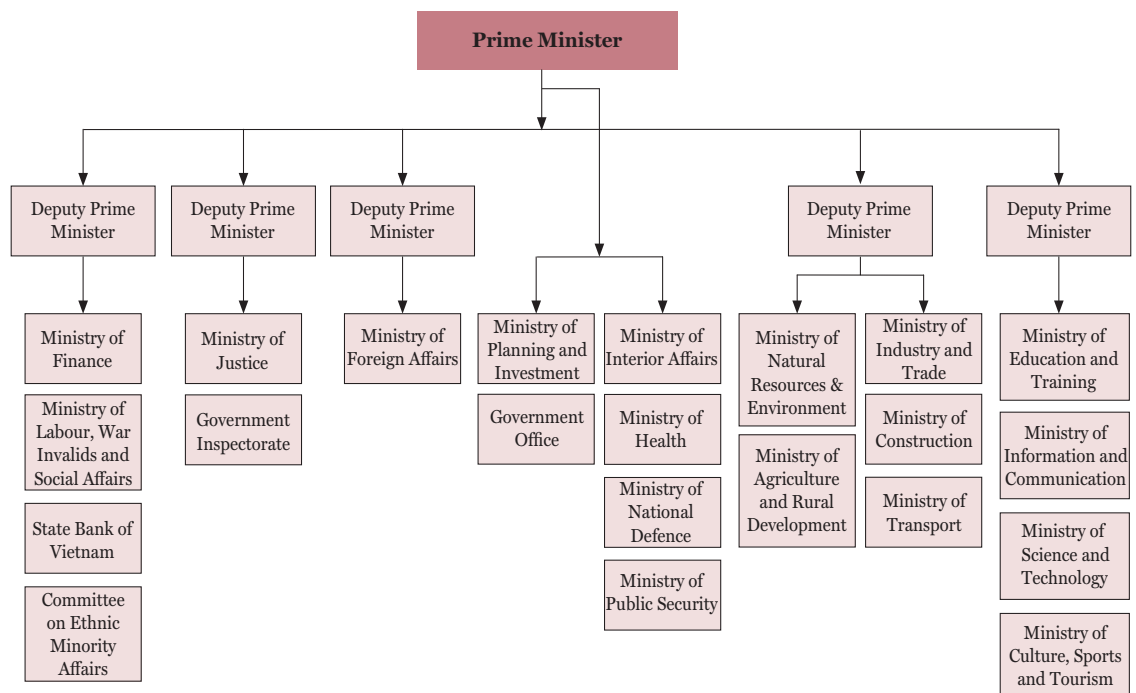 Prime Minister
Deputy Prime
Minister
Deputy Prime
Minister
Deputy Prime
Minister
Deputy Prime
Minister
Deputy Prime
Minister
Ministry of
Finance
Ministry of
Labour, War
Invalids and
Social Affairs
State Bank of
Vietnam
Committee
on Ethnic
Minority
Affairs
Ministry of
Justice
Government
Inspectorate
Ministry of
Foreign Affairs
Ministry of
Planning and
Investment
Government
Office
Ministry of
Interior Affairs
Ministry of
Health
Ministry of
National
Defence
Ministry of
Public Security
Ministry of
Natural
Resources &
Environment
Ministry of
Agriculture
and Rural
Development
Ministry of
Industry and
Trade
Ministry of
Construction
Ministry of
Transport
Ministry of
Education and
Training
Ministry of
Information and
Communication
Ministry of
Science and
Technology
Ministry of
Culture, Sports
and Tourism